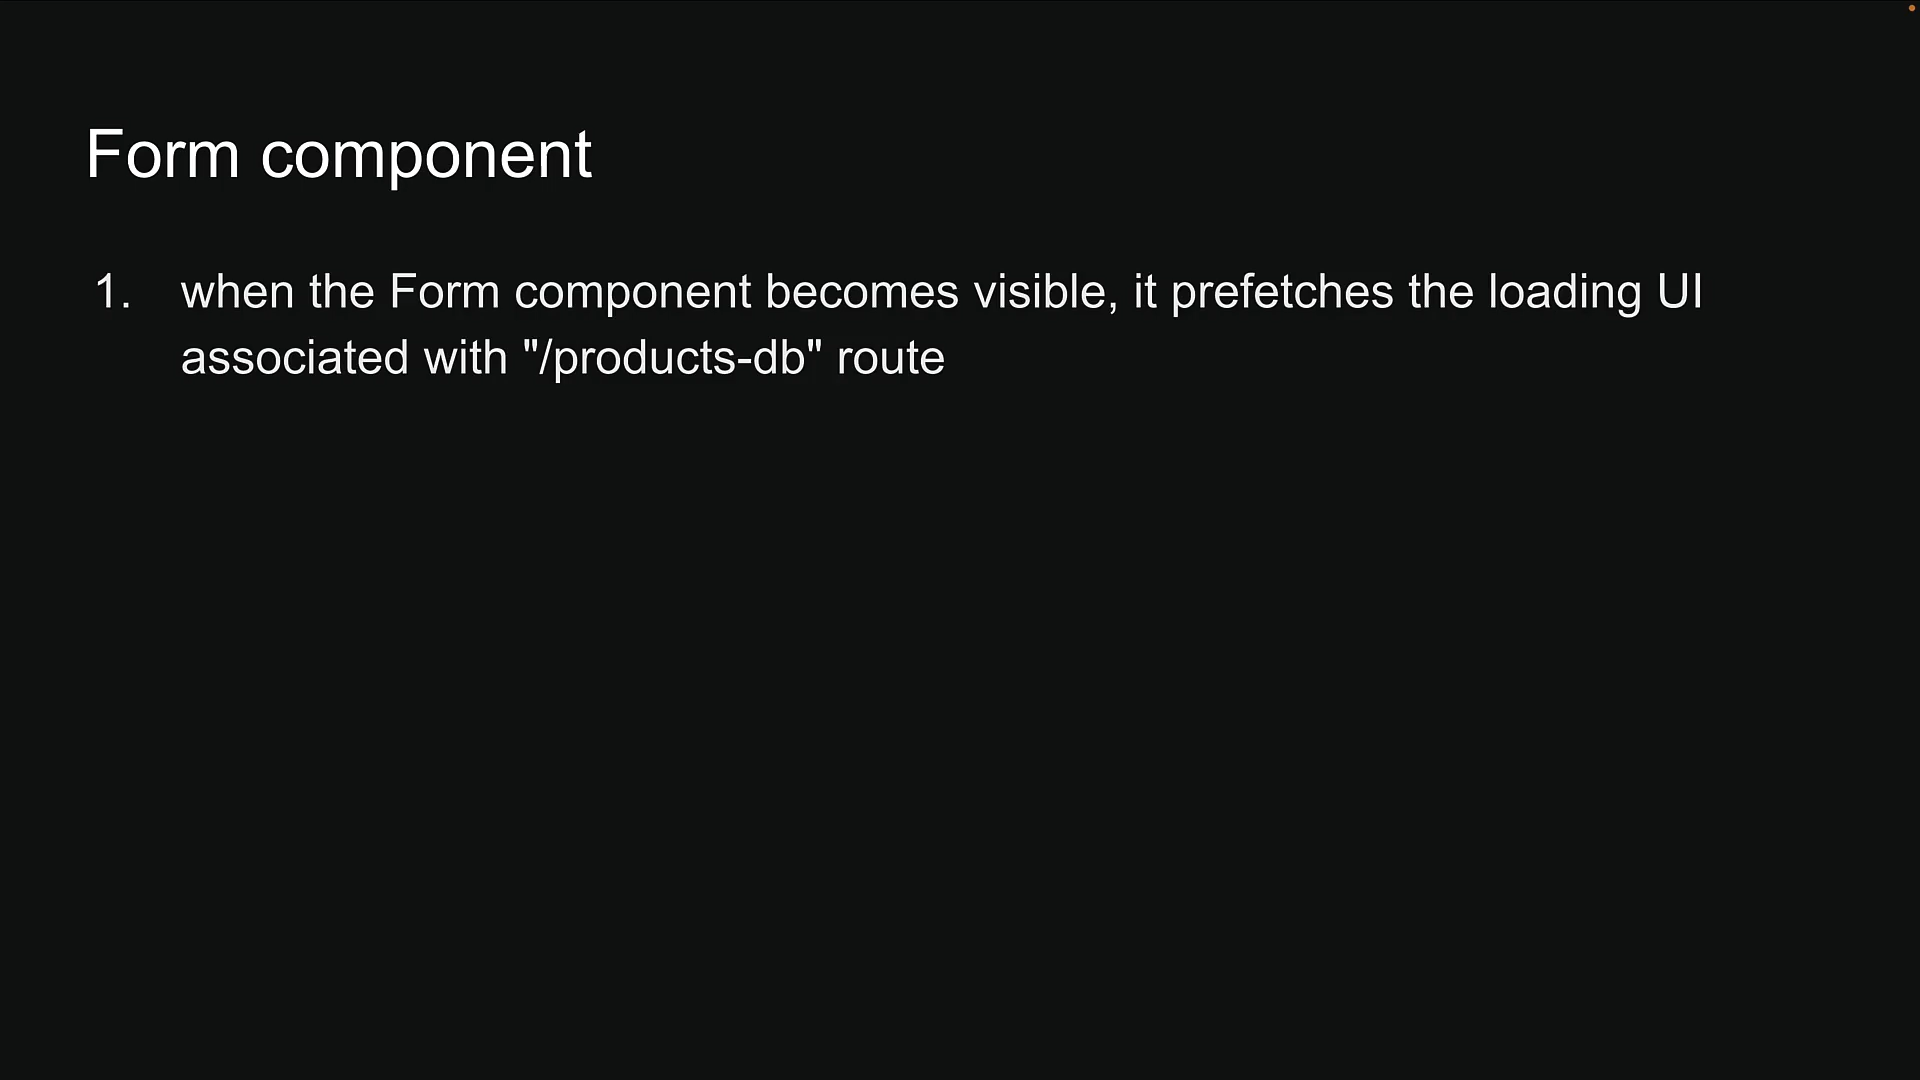 Form component
1. when the Form component becomes visible, it prefetches the loading UI
associated with "/products-db" route